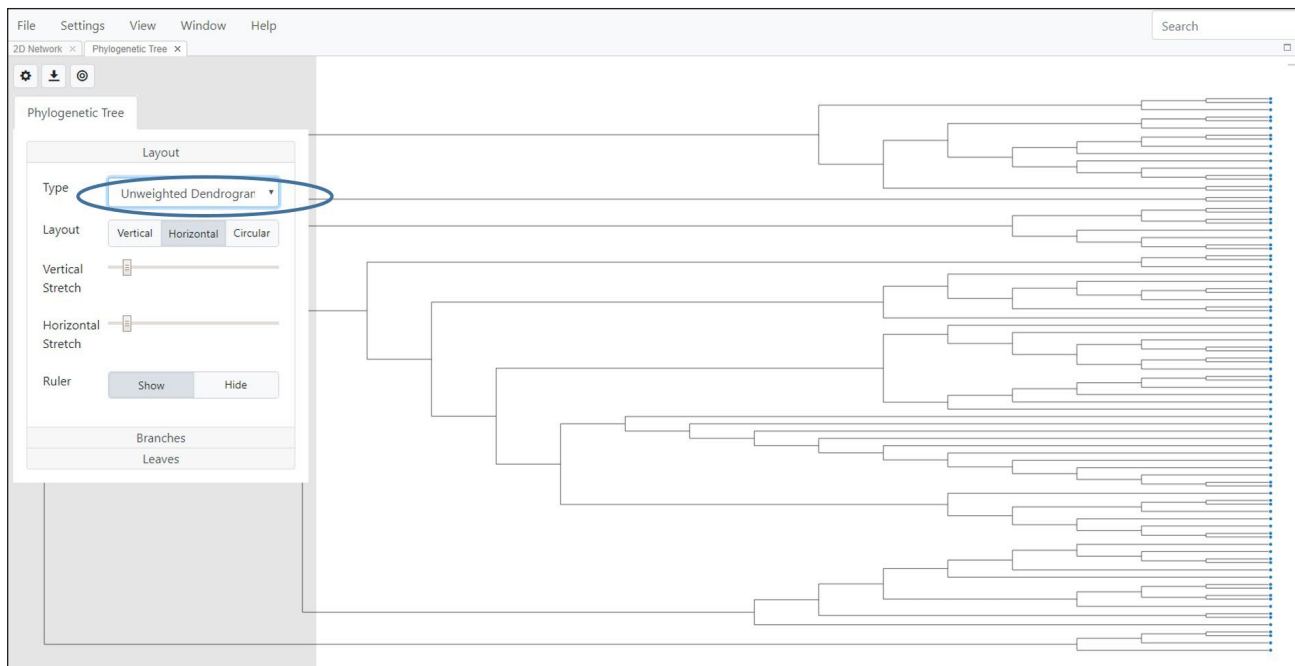 File Settings View Window Help Search
2D Network × Phylogenetic Tree ×
Phylogenetic Tree
Layout
Type Unweighted Dendrogran
Layout Vertical Horizontal Circular
Vertical
Stretch
Horizontal
Stretch
Ruler Show Hide
Branches
Leaves